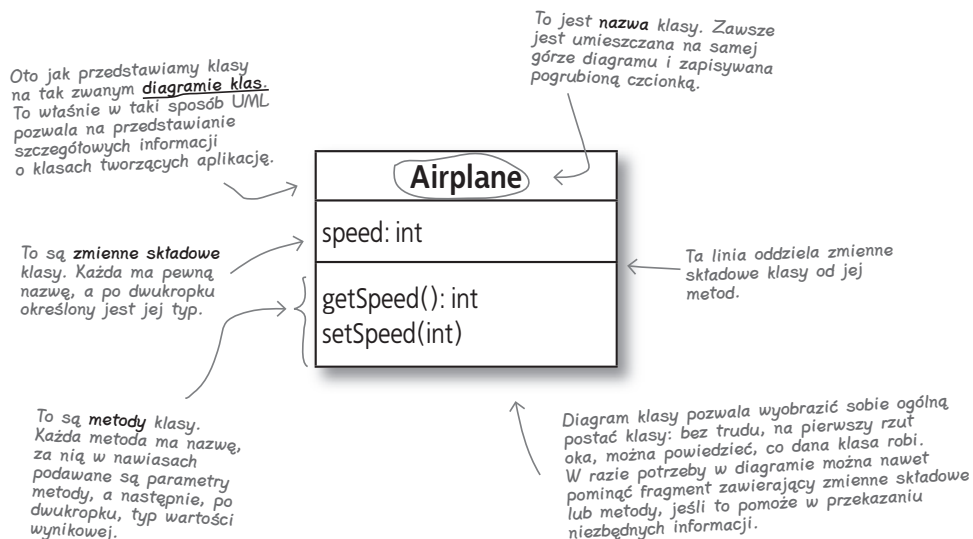 To jest nazwa klasy. Zawsze
jest umieszczana na samej
górze diagramu i zapisywana
pogrubioną czcionką.
Oto jak przedstawiamy klasy
na tak zwanym diagramie klas.
To właśnie w taki sposób UML
pozwala na przedstawianie
szczegółowych informacji
o klasach tworzących aplikację.
Airplane
speed: int
getSpeed(): int
setSpeed(int)
To są zmienne składowe
klasy. Każda ma pewną
nazwę, a po dwukropku
określony jest jej typ.
Ta linia oddziela zmienne
składowe klasy od jej
metod.
To są metody klasy.
Każda metoda ma nazwę,
za nią w nawiasach
podawane są parametry
metody, a następnie, po
dwukropku, typ wartości
wynikowej.
Diagram klasy pozwala wyobrazić sobie ogólną
postać klasy: bez trudu, na pierwszy rzut
oka, można powiedzieć, co dana klasa robi.
W razie potrzeby w diagramie można nawet
pominąć fragment zawierający zmienne składowe
lub metody, jeśli to pomoże w przekazaniu
niezbędnych informacji.